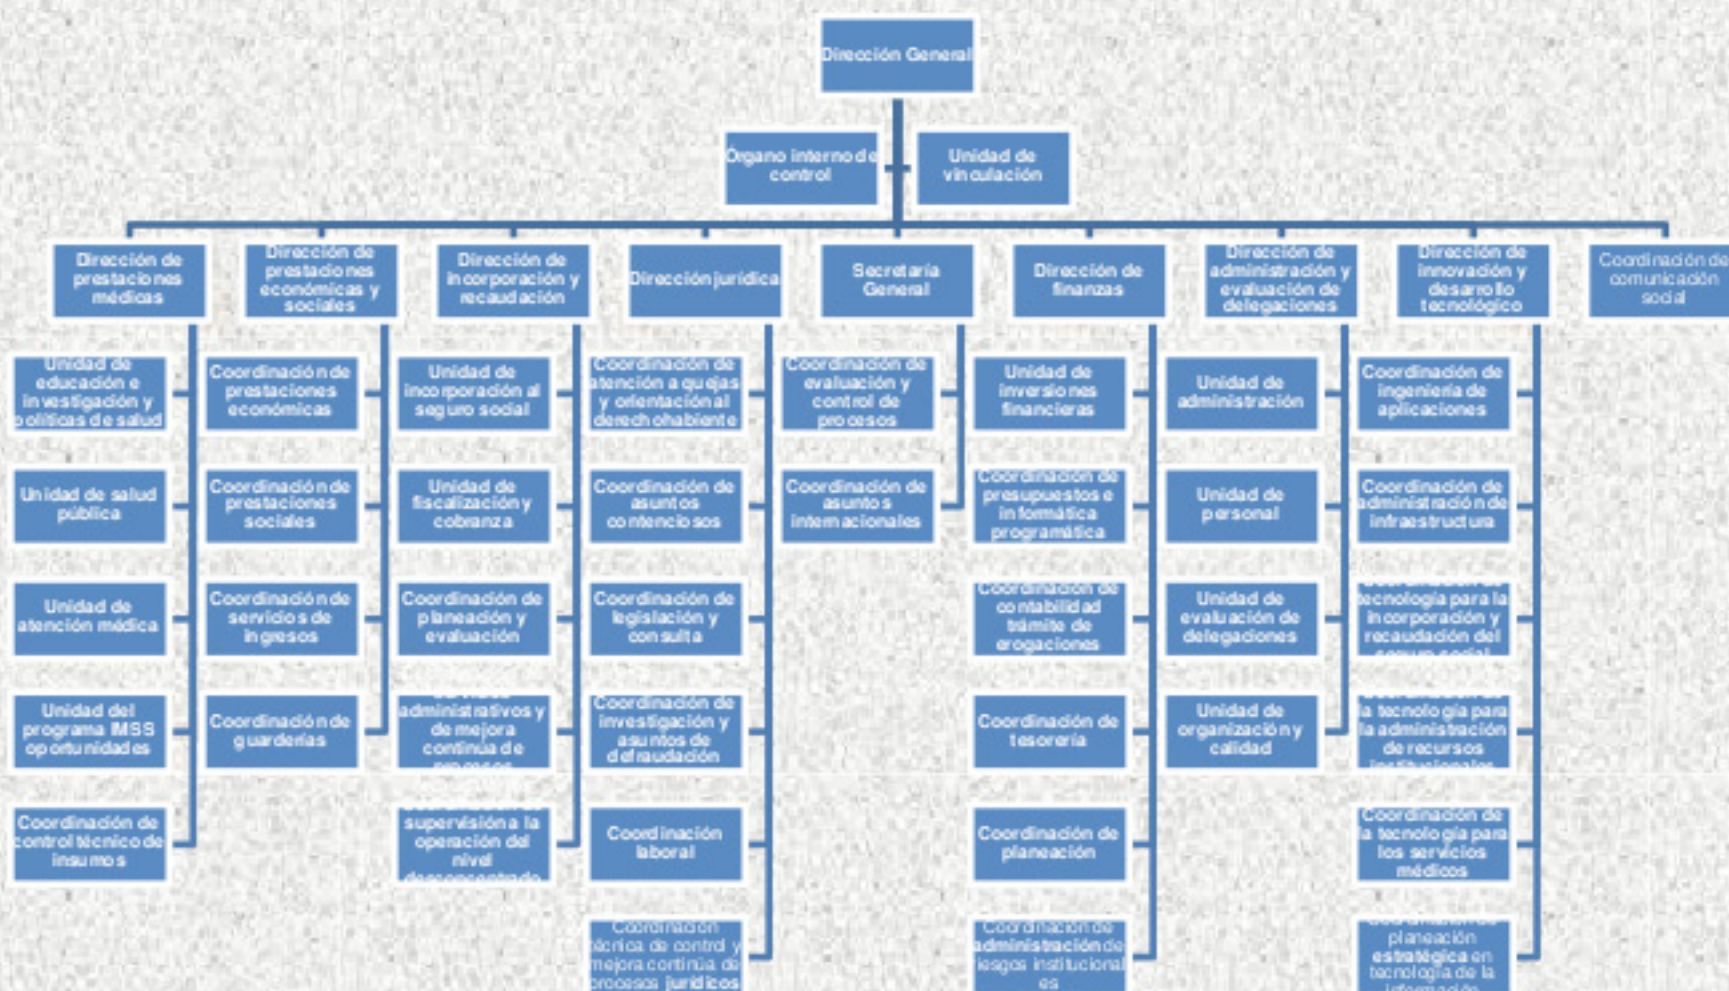 Dirección General
Órgano interno de
control
Unidad de
vinculación
Dirección de
prestaciones
médicas
Dirección de
prestaciones
económicas y
sociales
Dirección de
incorporación y
recaudación
Dirección jurídica
Secretaría
General
Dirección de
finanzas
Dirección de
administración y
evaluación de
delegaciones
Dirección de
innovación y
desarrollo
tecnológico
Coordinación de
comunicación
social
Unidad de
educación e
investigación y
políticas de salud
Unidad de salud
pública
Unidad de
atención médica
Unidad del
programa IMSS
oportunidades
Coordinación de
control técnico de
insumos
Coordinación de
prestaciones
económicas
Coordinación de
prestaciones
sociales
Coordinación de
servicios de
ingresos
Coordinación de
guarderías
Unidad de
incorporación al
seguro social
Unidad de
fiscalización y
cobranza
Coordinación de
planeación y
evaluación
administrativos y
de mejora
continúa de
procesos
supervisión a la
operación del
nivel
desconcentrado
Coordinación de
atención a quejas
y orientación al
derechohabiente
Coordinación de
asuntos
contenciosos
Coordinación de
legislación y
consulta
Coordinación de
investigación y
asuntos de
defraudación
Coordinación
laboral
Coordinación
técnica de control y
mejora continúa de
procesos jurídicos
Coordinación de
evaluación y
control de
procesos
Coordinación de
asuntos
internacionales
Unidad de
inversiones
financieras
Coordinación de
presupuestos e
informática
programática
Coordinación de
contabilidad
trámite de
erogaciones
Coordinación de
tesorería
Coordinación de
planeación
Coordinación de
administración de
riesgos institucional
es
Unidad de
administración
Unidad de
personal
Unidad de
evaluación de
delegaciones
Unidad de
organización y
calidad
Coordinación de
ingeniería de
aplicaciones
Coordinación de
administración de
infraestructura
tecnología para la
incorporación y
recaudación del
seguro social
la tecnología para
la administración
de recursos
institucionales
Coordinación de
la tecnología para
los servicios
médicos
planeación
estratégica en
tecnología de la
información